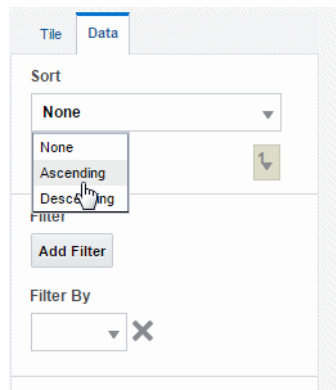 Tile Data
Sort
None
None
Ascending
Descending
Filter
Add Filter
Filter By